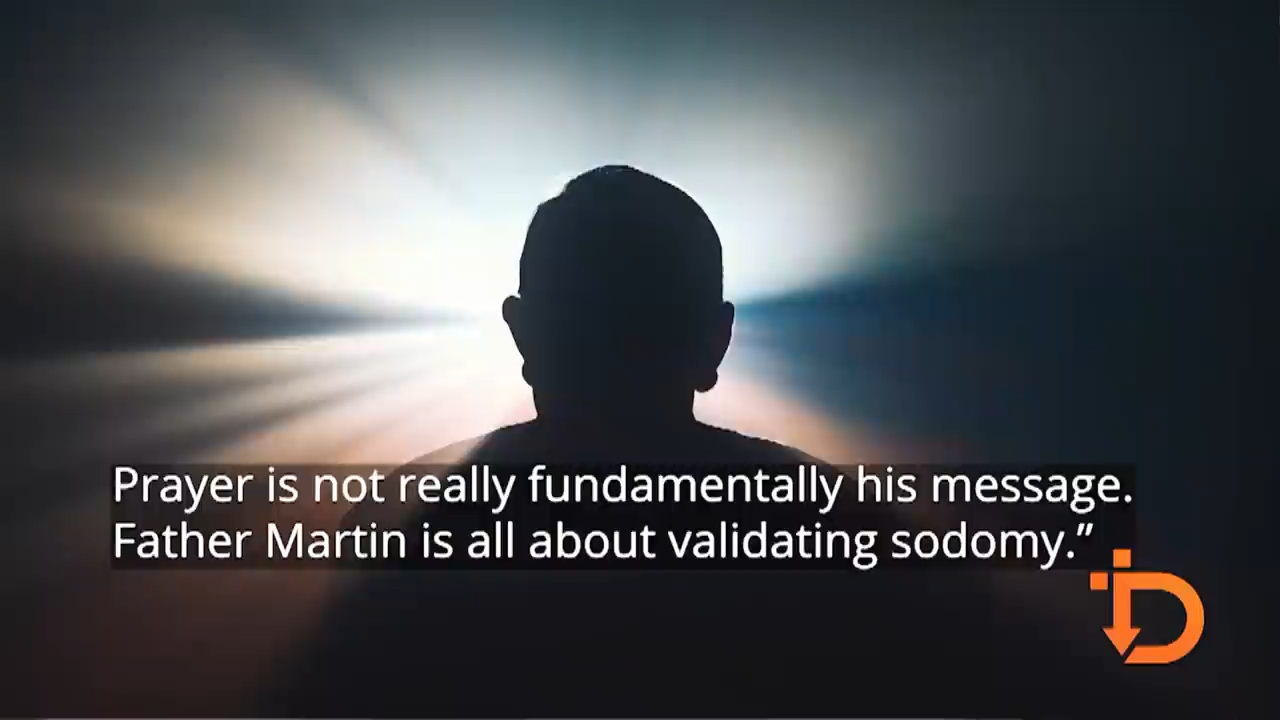 Prayer is not really fundamentally his message.
Father Martin is all about validating sodomy.”